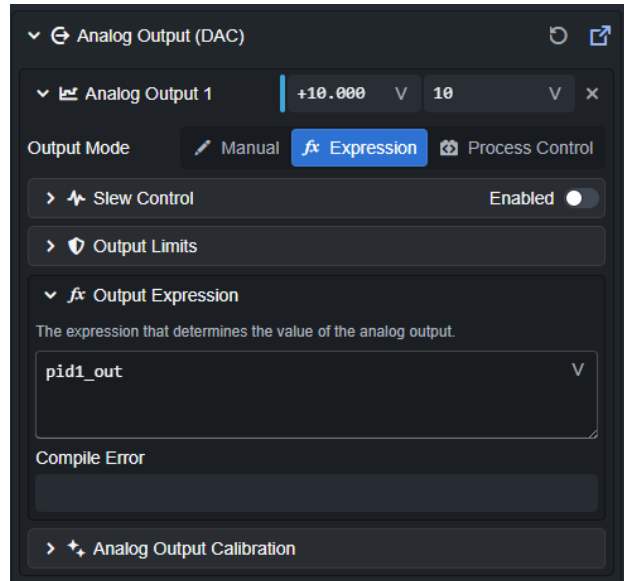 Analog Output (DAC)
Analog Output 1 +10.000 V 10 V
Output Mode Manual fx Expression Process Control
Slew Control Enabled
Output Limits
fx Output Expression
The expression that determines the value of the analog output.
pid1_out V
Compile Error
Analog Output Calibration